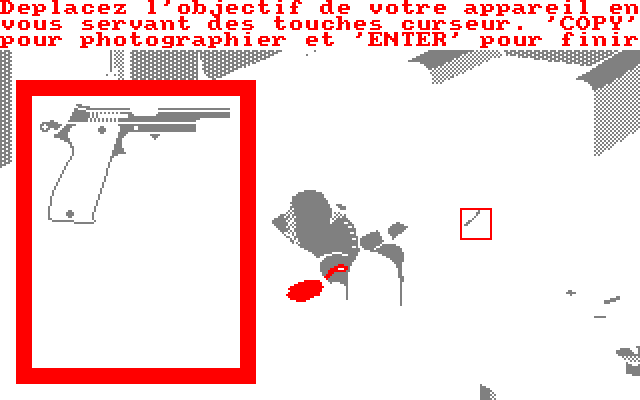 Deplacez l'objectif de votre appareil en
vous servant des touches curseur. 'COPY'
pour photographier et 'ENTER' pour finir